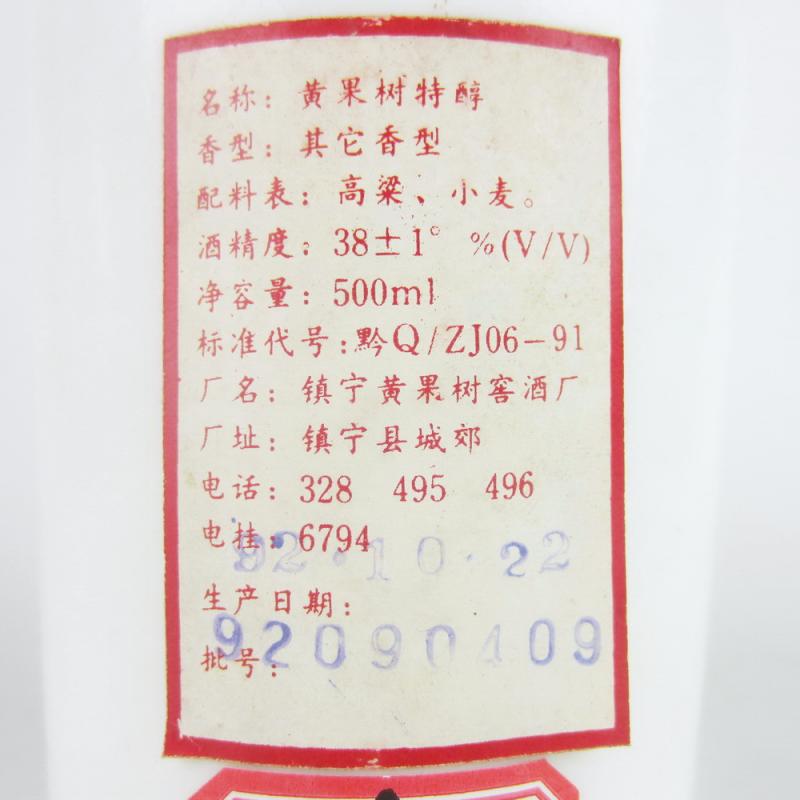 名称：黄果树特醇
香型：其它香型
配料表：高粱、小麦。
酒精度：38±1° %(V/V)
净容量：500ml
标准代号：黔Q/ZJ06-91
厂名：镇宁黄果树窖酒厂
厂址：镇宁县城郊
电话：328 495 496
电挂：6794
92·10·22
生产日期：
92090409
批号：